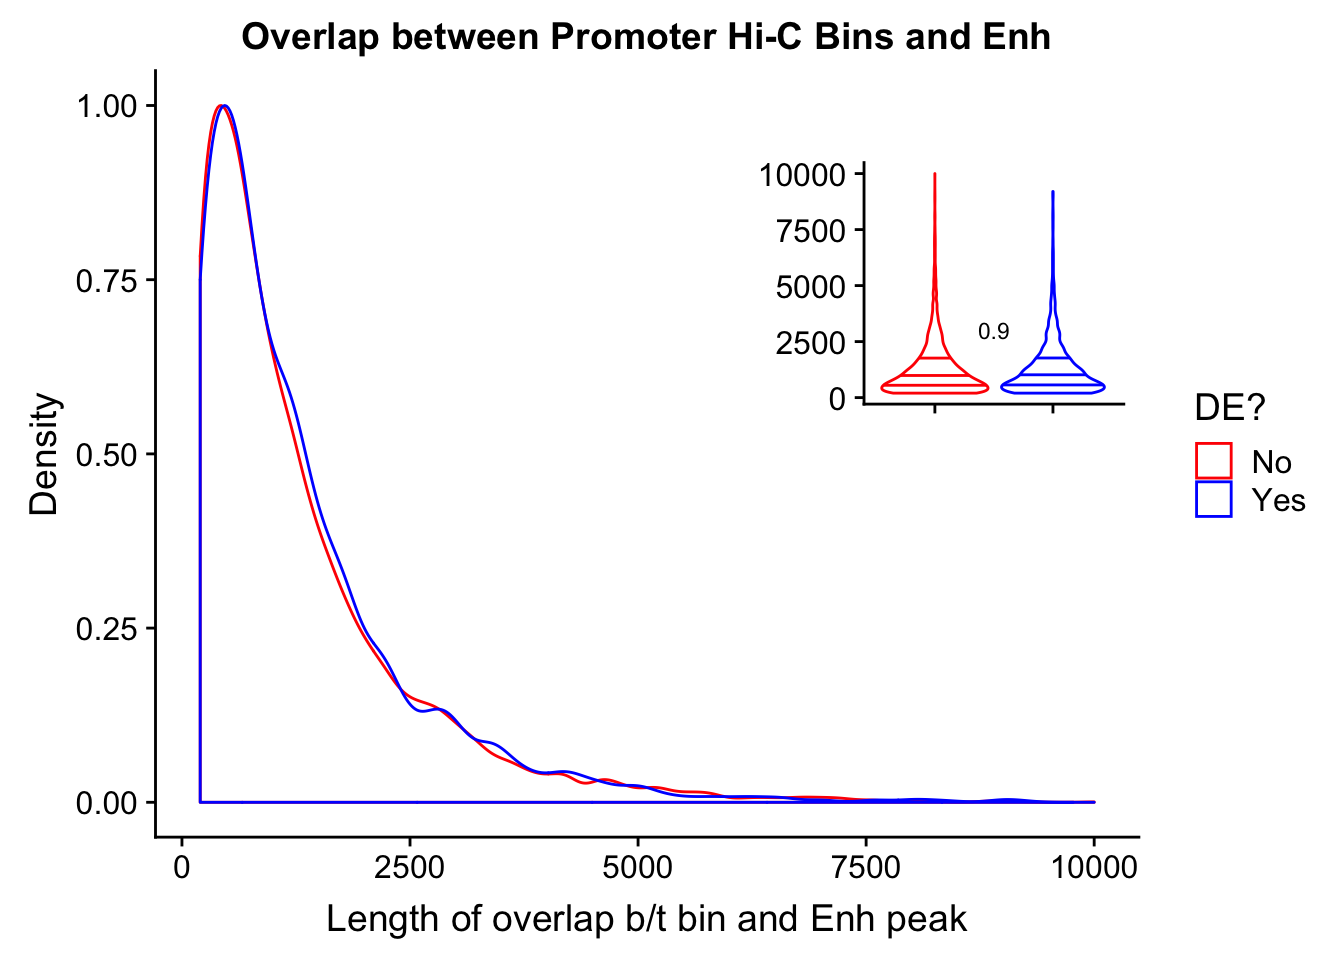 Overlap between Promoter Hi-C Bins and Enh
1.00
0.75
0.50
0.25
0.00
Density
0
2500
5000
7500
10000
Length of overlap b/t bin and Enh peak
10000
7500
5000
2500
0
0.9
DE?
No
Yes